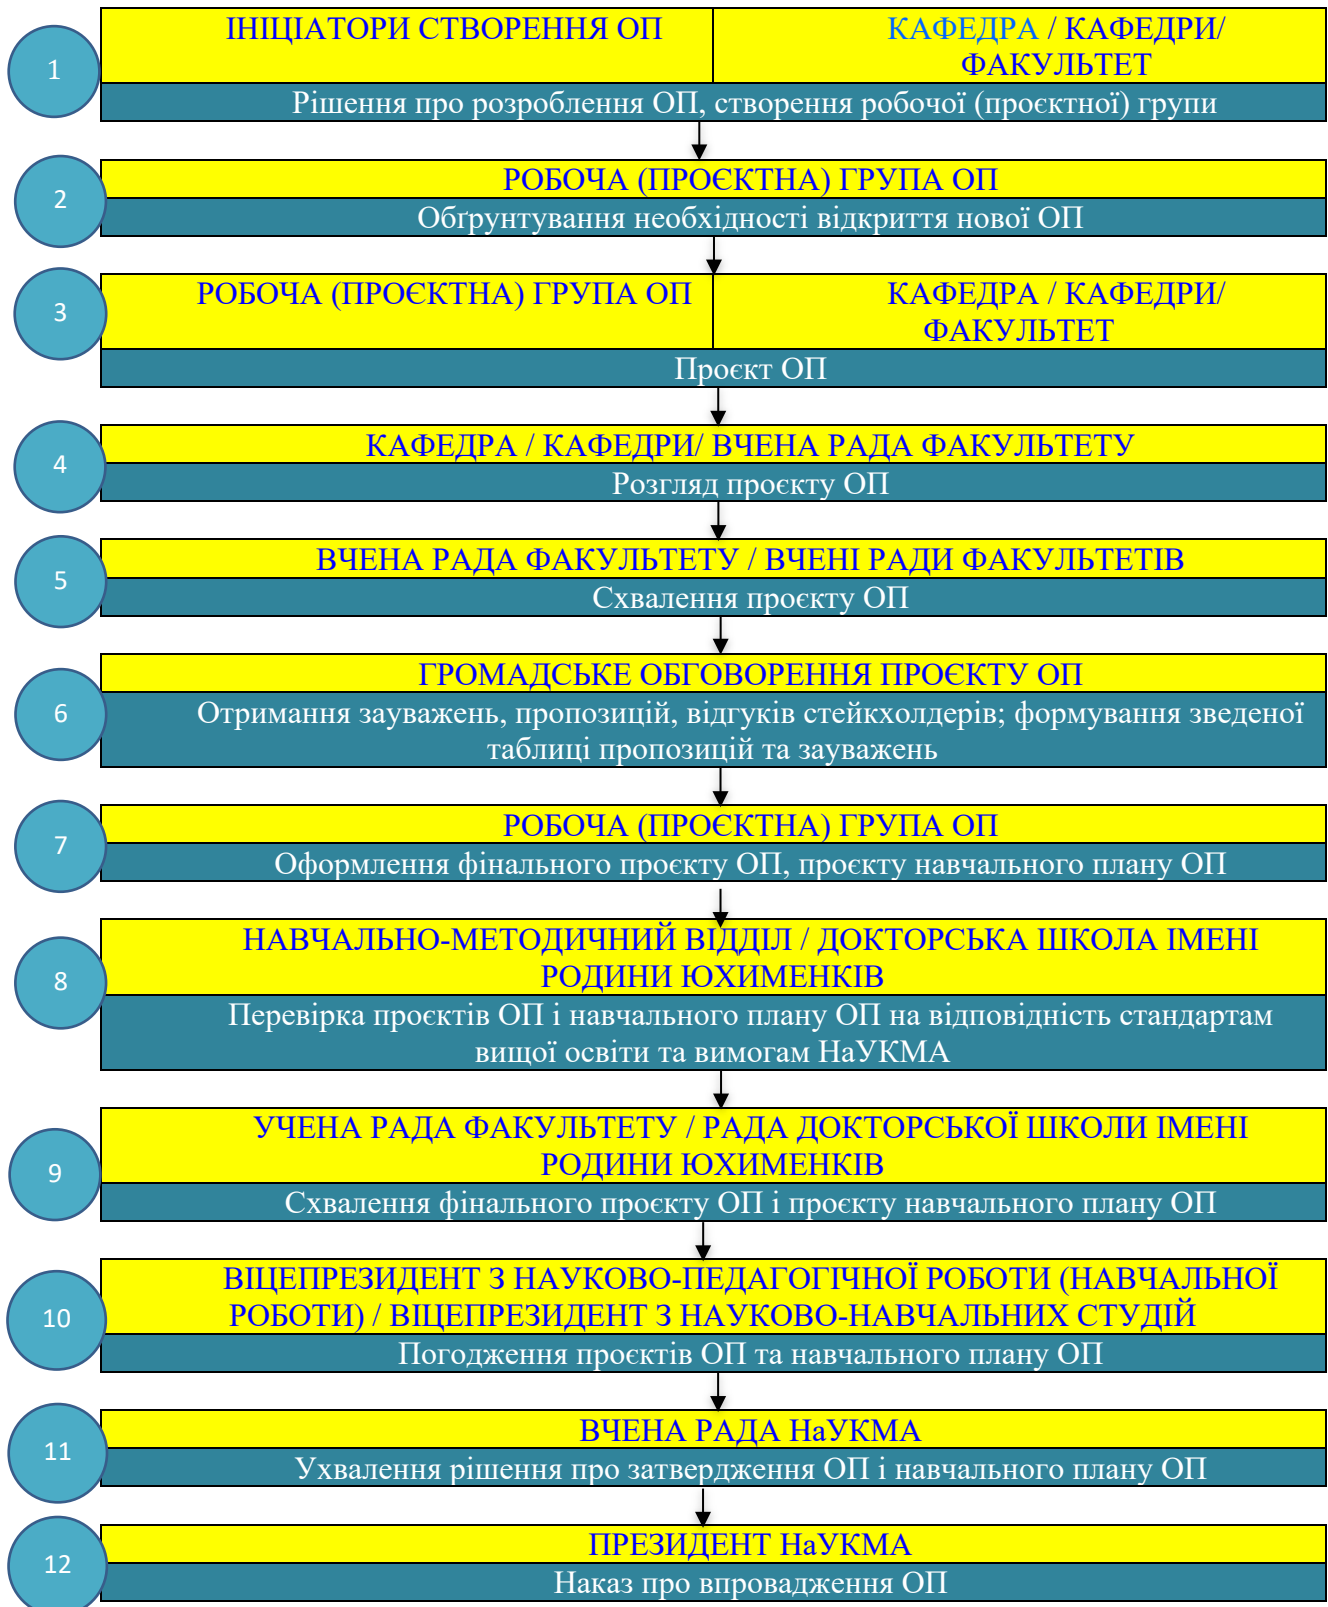 1
ІНІЦІАТОРИ СТВОРЕННЯ ОП
КАФЕДРА / КАФЕДРИ/
ФАКУЛЬТЕТ
Рішення про розроблення ОП, створення робочої (проєктної) групи
2
РОБОЧА (ПРОЄКТНА) ГРУПА ОП
Обґрунтування необхідності відкриття нової ОП
3
РОБОЧА (ПРОЄКТНА) ГРУПА ОП
КАФЕДРА / КАФЕДРИ/
ФАКУЛЬТЕТ
Проєкт ОП
4
КАФЕДРА / КАФЕДРИ/ ВЧЕНА РАДА ФАКУЛЬТЕТУ
Розгляд проєкту ОП
5
ВЧЕНА РАДА ФАКУЛЬТЕТУ / ВЧЕНІ РАДИ ФАКУЛЬТЕТІВ
Схвалення проєкту ОП
6
ГРОМАДСЬКЕ ОБГОВОРЕННЯ ПРОЄКТУ ОП
Отримання зауважень, пропозицій, відгуків стейкхолдерів; формування зведеної
таблиці пропозицій та зауважень
7
РОБОЧА (ПРОЄКТНА) ГРУПА ОП
Оформлення фінального проєкту ОП, проєкту навчального плану ОП
8
НАВЧАЛЬНО-МЕТОДИЧНИЙ ВІДДІЛ / ДОКТОРСЬКА ШКОЛА ІМЕНІ
РОДИНИ ЮХИМЕНКІВ
Перевірка проєктів ОП і навчального плану ОП на відповідність стандартам
вищої освіти та вимогам НаУКМА
9
УЧЕНА РАДА ФАКУЛЬТЕТУ / РАДА ДОКТОРСЬКОЇ ШКОЛИ ІМЕНІ
РОДИНИ ЮХИМЕНКІВ
Схвалення фінального проєкту ОП і проєкту навчального плану ОП
10
ВІЦЕПРЕЗИДЕНТ З НАУКОВО-ПЕДАГОГІЧНОЇ РОБОТИ (НАВЧАЛЬНОЇ
РОБОТИ) / ВІЦЕПРЕЗИДЕНТ З НАУКОВО-НАВЧАЛЬНИХ СТУДІЙ
Погодження проєктів ОП та навчального плану ОП
11
ВЧЕНА РАДА НаУКМА
Ухвалення рішення про затвердження ОП і навчального плану ОП
12
ПРЕЗИДЕНТ НаУКМА
Наказ про впровадження ОП